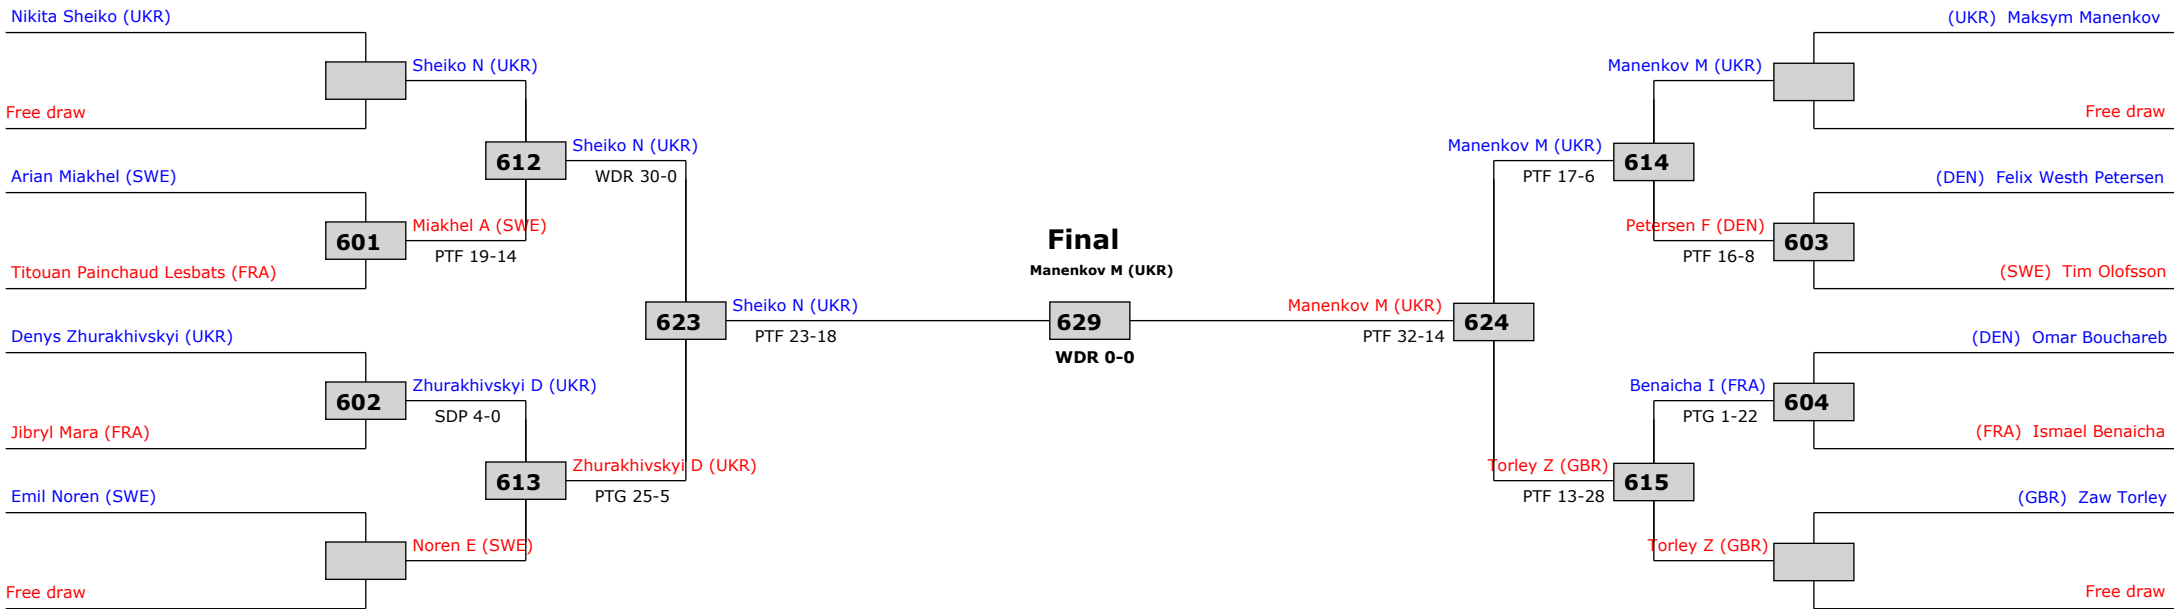 Nikita Sheiko (UKR)
Free draw
Arian Miakhel (SWE)
Titouan Painchaud Lesbats (FRA)
Denys Zhurakhivskyi (UKR)
Jibryl Mara (FRA)
Emil Noren (SWE)
Free draw
Sheiko N (UKR)
601
Miakhel A (SWE)
PTF 19-14
602
Zhurakhivskyi D (UKR)
SDP 4-0
Noren E (SWE)
612
Sheiko N (UKR)
WDR 30-0
613
Zhurakhivskyi D (UKR)
PTG 25-5
623
Sheiko N (UKR)
PTF 23-18
Final
Manenkov M (UKR)
629
WDR 0-0
Manenkov M (UKR)
PTF 32-14
624
Manenkov M (UKR)
PTF 17-6
614
Torley Z (GBR)
PTF 13-28
615
Manenkov M (UKR)
Petersen F (DEN)
PTF 16-8
603
Benaicha I (FRA)
PTG 1-22
604
Torley Z (GBR)
(UKR) Maksym Manenkov
Free draw
(DEN) Felix Westh Petersen
(SWE) Tim Olofsson
(DEN) Omar Bouchareb
(FRA) Ismael Benaicha
(GBR) Zaw Torley
Free draw